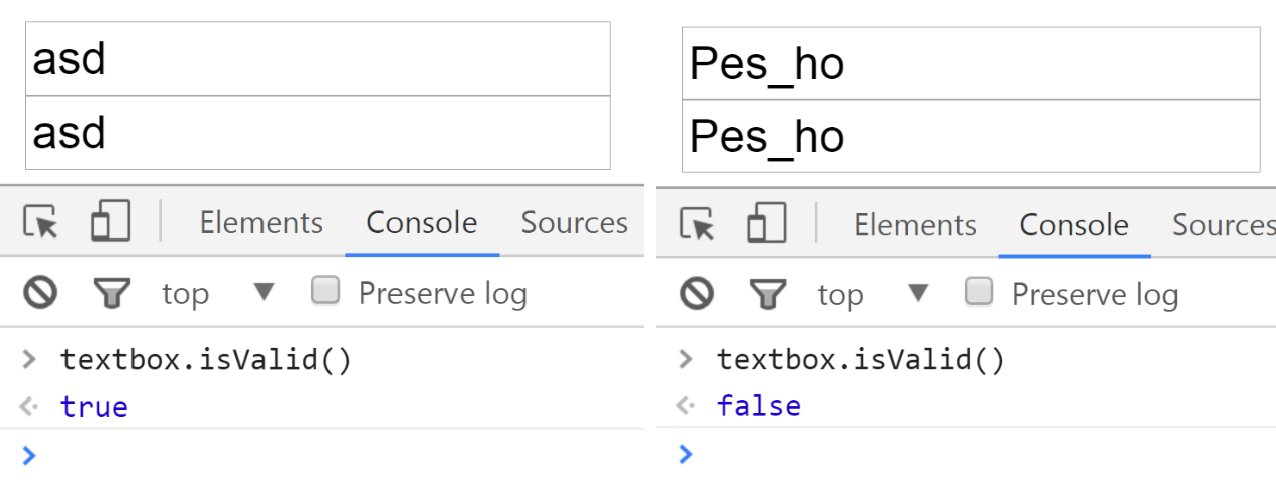 asd
asd
Elements Console Sources
top Preserve log
textbox.isValid()
true
Pes_ho
Pes_ho
Elements Console Sources
top Preserve log
textbox.isValid()
false